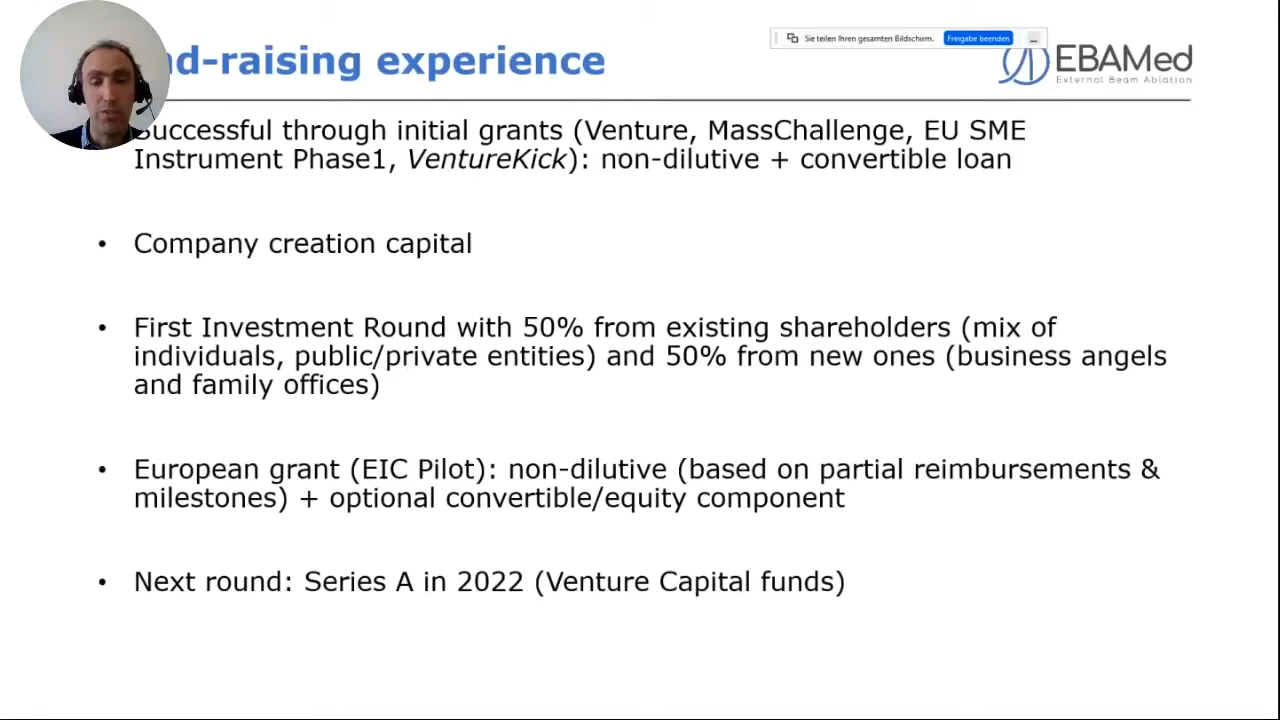 nd-raising experience
Sie teilen Ihren gesamten Bildschirm. Freigabe beenden
EBAMed
External Beam Ablation
Successful through initial grants (Venture, MassChallenge, EU SME
Instrument Phase1, VentureKick): non-dilutive + convertible loan
• Company creation capital
• First Investment Round with 50% from existing shareholders (mix of
individuals, public/private entities) and 50% from new ones (business angels
and family offices)
• European grant (EIC Pilot): non-dilutive (based on partial reimbursements &
milestones) + optional convertible/equity component
• Next round: Series A in 2022 (Venture Capital funds)